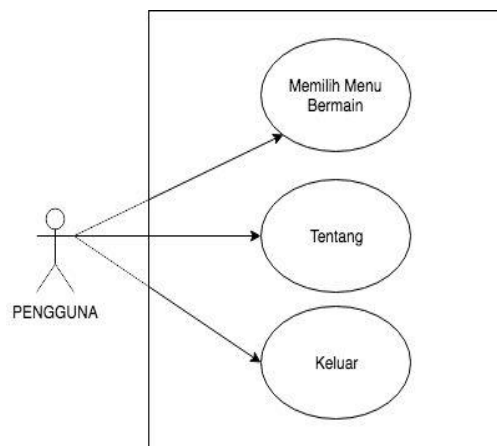 Memilih Menu
Bermain
Tentang
PENGGUNA
Keluar